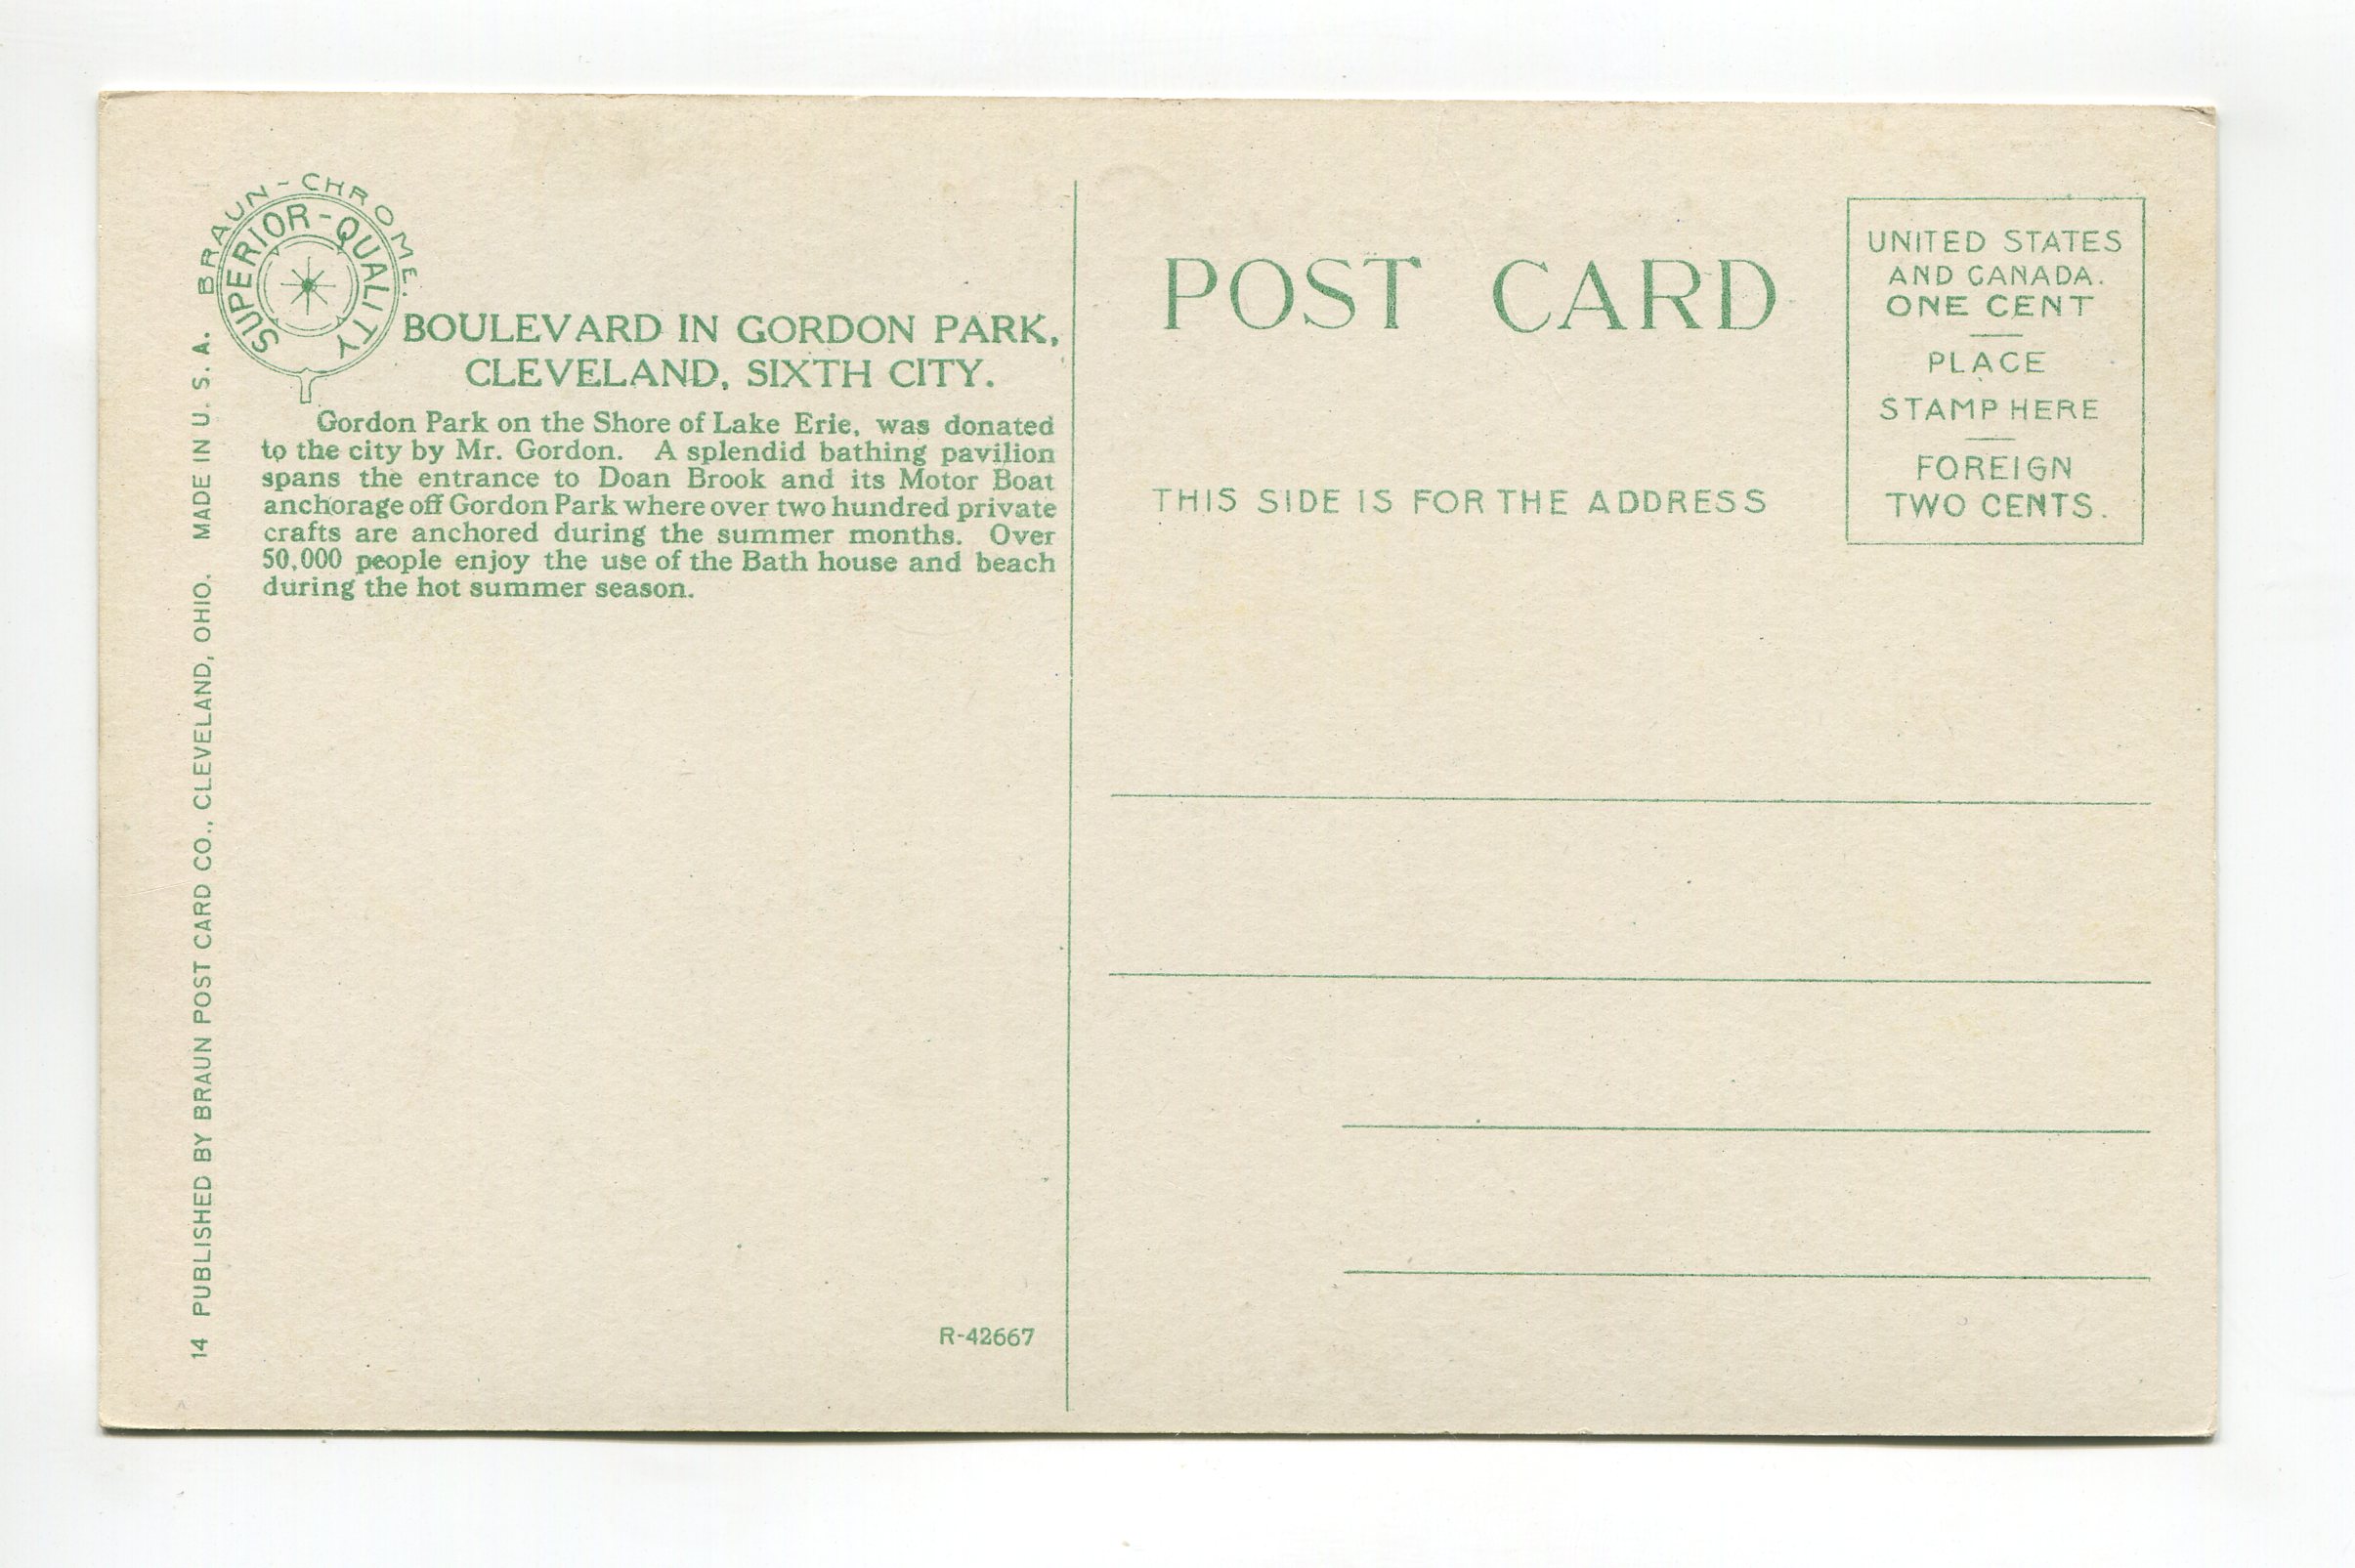 BRAUN-CHROME.
SUPERIOR-QUALITY
BOULEVARD IN GORDON PARK,
CLEVELAND, SIXTH CITY.
Gordon Park on the Shore of Lake Erie, was donated
to the city by Mr. Gordon. A splendid bathing pavilion
spans the entrance to Doan Brook and its Motor Boat
anchorage off Gordon Park where over two hundred private
crafts are anchored during the summer months. Over
50,000 people enjoy the use of the Bath house and beach
during the hot summer season.
14 PUBLISHED BY BRAUN POST CARD CO., CLEVELAND, OHIO. MADE IN U. S. A.
R-42667
POST CARD
THIS SIDE IS FOR THE ADDRESS
UNITED STATES
AND CANADA.
ONE CENT
PLACE
STAMP HERE
FOREIGN
TWO CENTS.